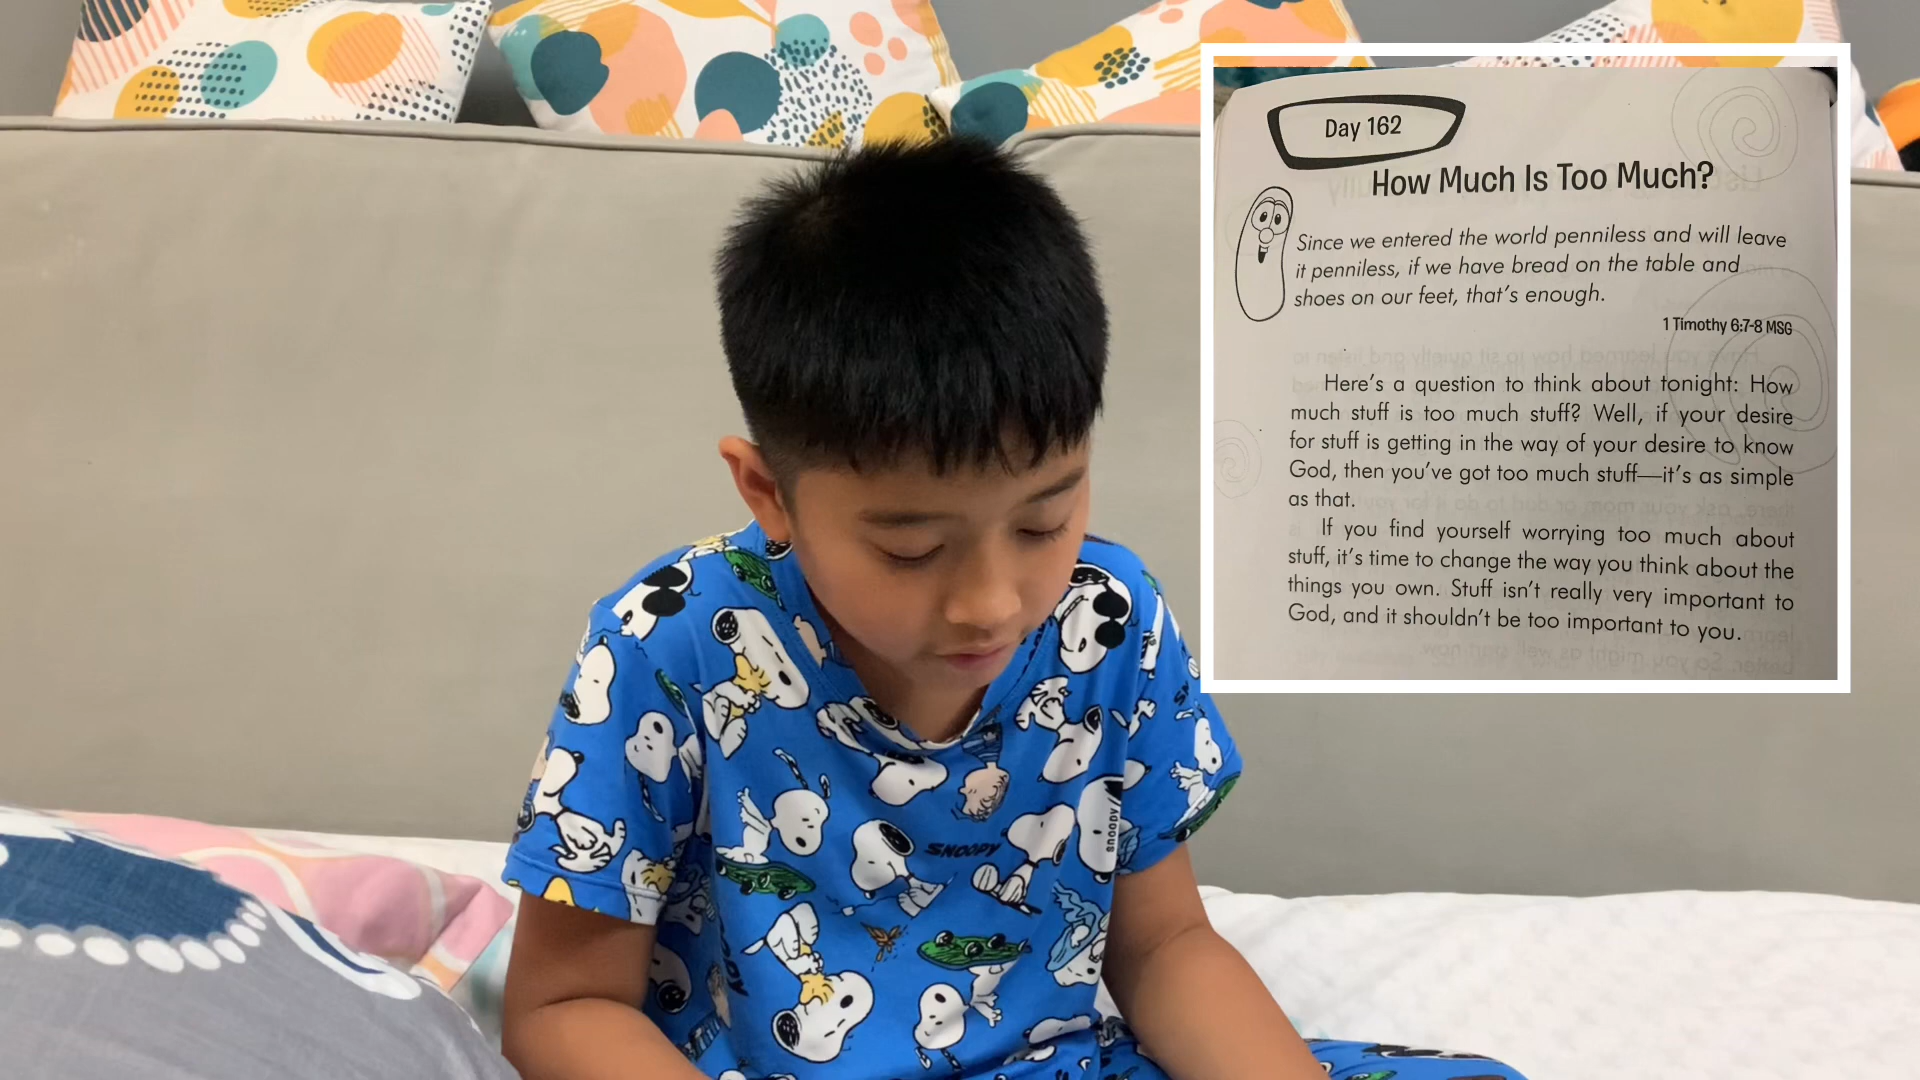 Day 162
How Much Is Too Much?
Since we entered the world penniless and will leave
it penniless, if we have bread on the table and
shoes on our feet, that's enough.
1 Timothy 6:7-8 MSG
Here's a question to think about tonight: How
much stuff is too much stuff? Well, if your desire
for stuff is getting in the way of your desire to know
God, then you've got too much stuff—it's as simple
as that.
If you find yourself worrying too much about
stuff, it's time to change the way you think about the
things you own. Stuff isn't really very important to
God, and it shouldn't be too important to you.
SNOOPY
SNOOPY